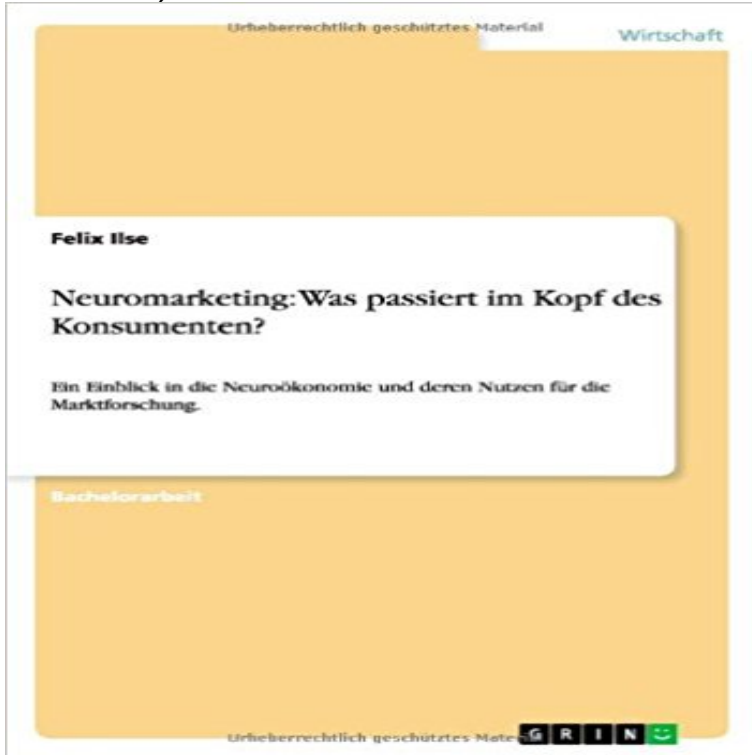 Urheberrechtlich geschütztes Material
Wirtschaft
Felix Ilse
Neuromarketing: Was passiert im Kopf des
Konsumenten?
Ein Einblick in die Neuroökonomie und deren Nutzen für die
Marktforschung.
Bachelorarbeit
Urheberrechtlich geschütztes Mate
GRIN